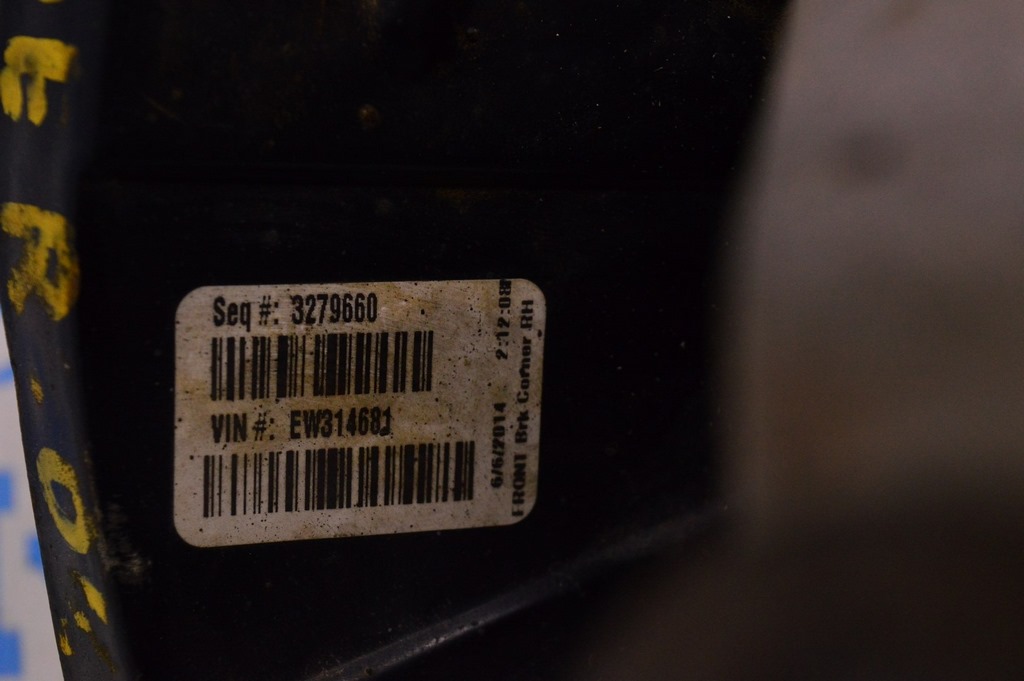 Seq #: 3279660
VIN #: EW314681
6/6/2014 2:12:08
FRONT Brk Corner RH